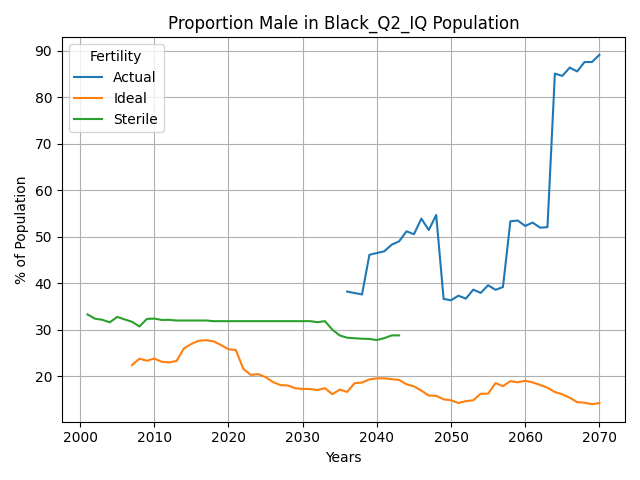 Proportion Male in Black_Q2_IQ Population
Fertility
Actual
Ideal
Sterile
% of Population
90
80
70
60
50
40
30
20
2000 2010 2020 2030 2040 2050 2060 2070
Years